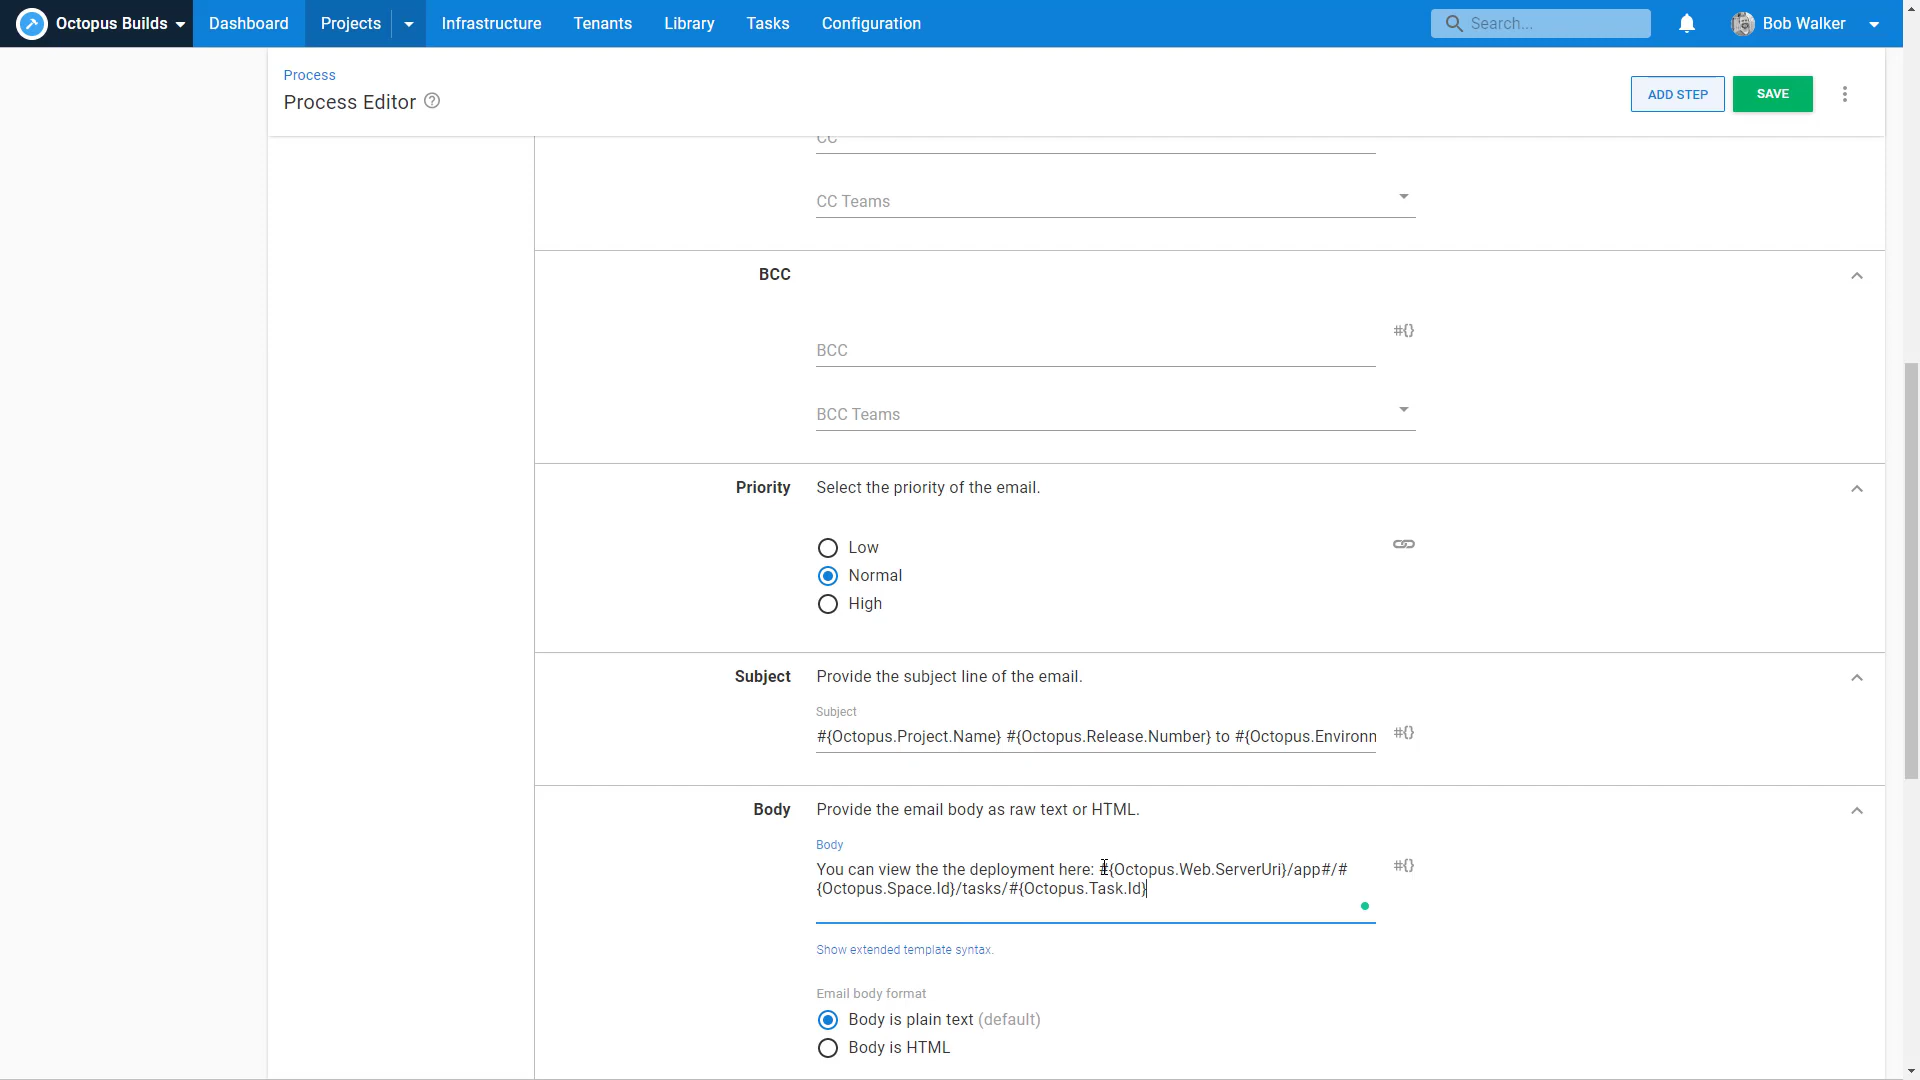 Octopus Builds
Dashboard
Projects
Infrastructure
Tenants
Library
Tasks
Configuration
Search...
Bob Walker
Process
Process Editor
ADD STEP
SAVE
CC
CC Teams
BCC
#{}
BCC
BCC Teams
Priority
Select the priority of the email.
Low
Normal
High
Subject
Provide the subject line of the email.
Subject
#{Octopus.Project.Name} #{Octopus.Release.Number} to #{Octopus.Environm
#{}
Body
Provide the email body as raw text or HTML.
Body
You can view the the deployment here: #{Octopus.Web.ServerUri}/app#/#
{Octopus.Space.Id}/tasks/#{Octopus.Task.Id}
#{}
Show extended template syntax.
Email body format
Body is plain text (default)
Body is HTML